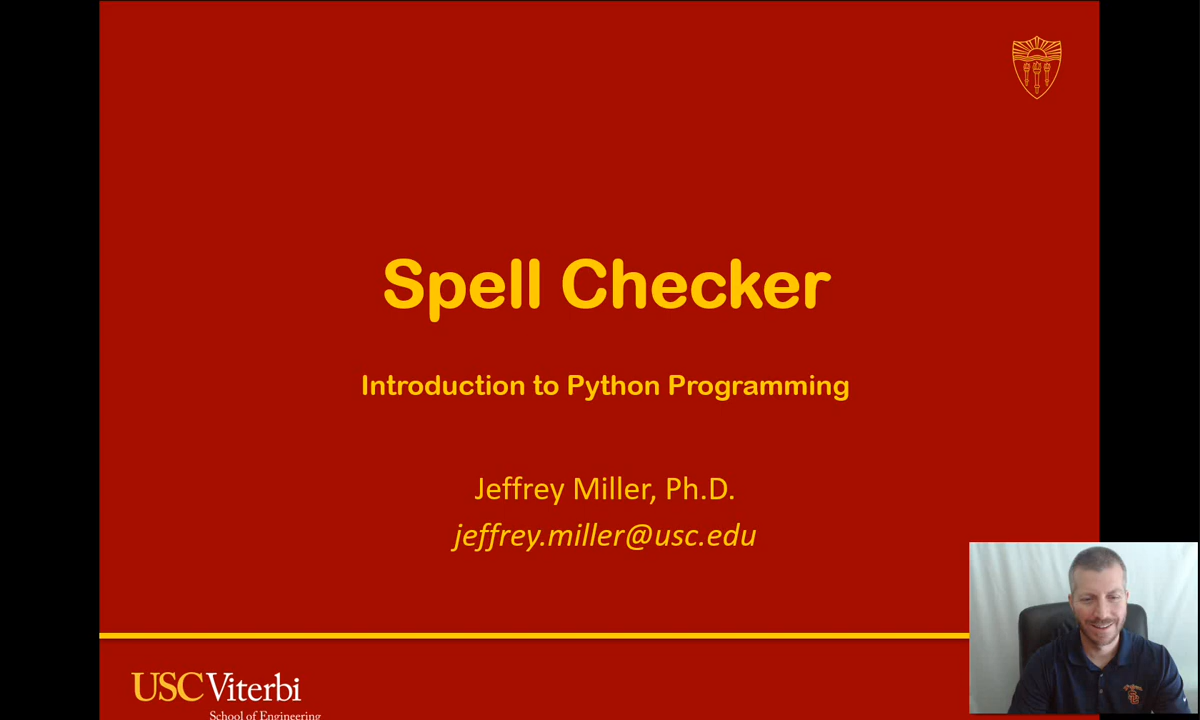 Spell Checker
Introduction to Python Programming
Jeffrey Miller, Ph.D.
jeffrey.miller@usc.edu
USC Viterbi
School of Engineering